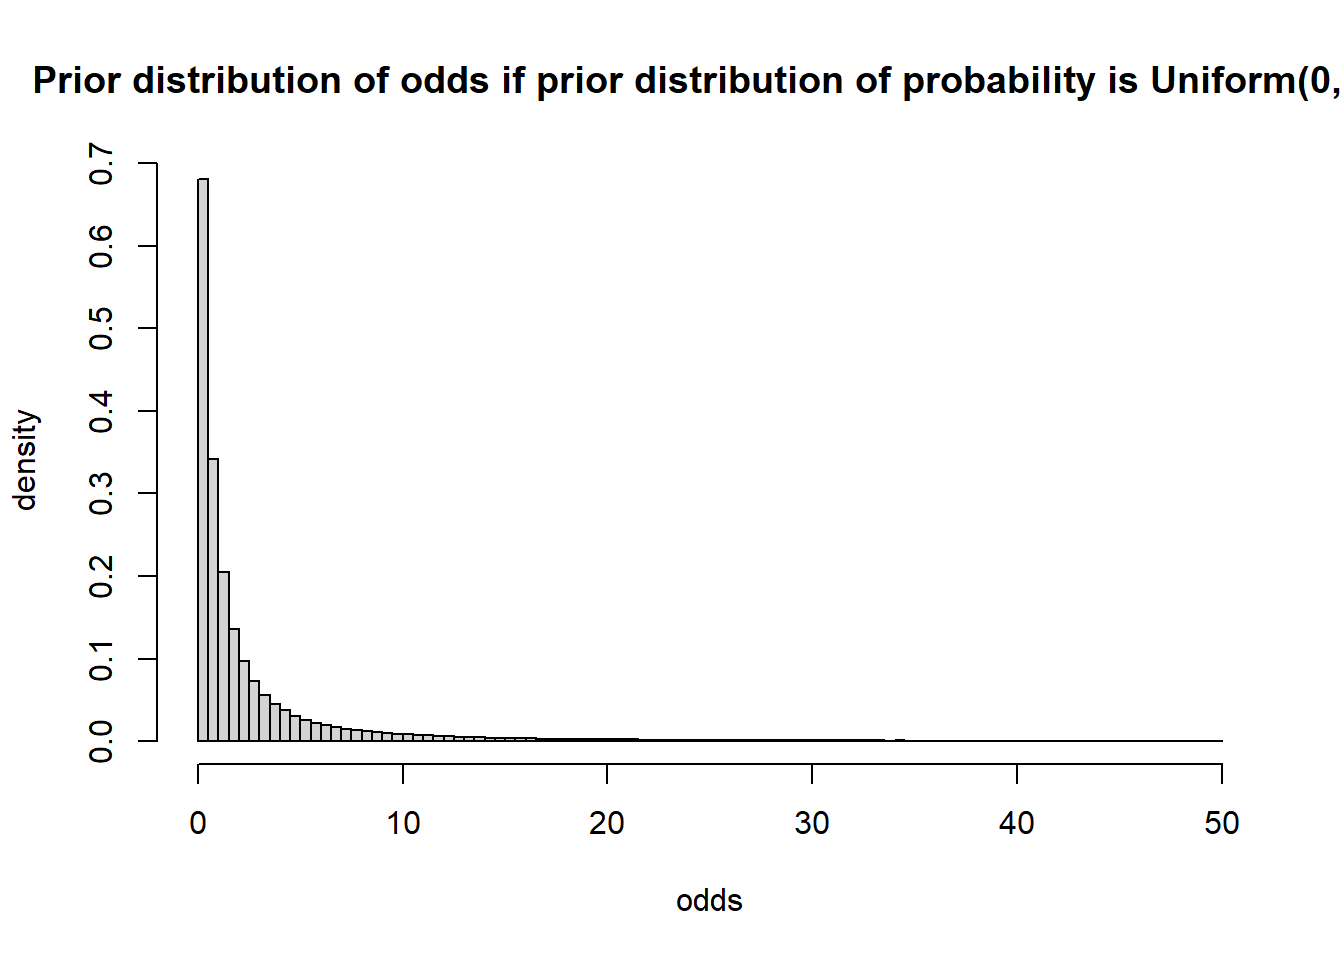 Prior distribution of odds if prior distribution of probability is Uniform(0,
0.7
0.6
0.5
0.4
0.3
0.2
0.1
0.0
density
0 10 20 30 40 50
odds